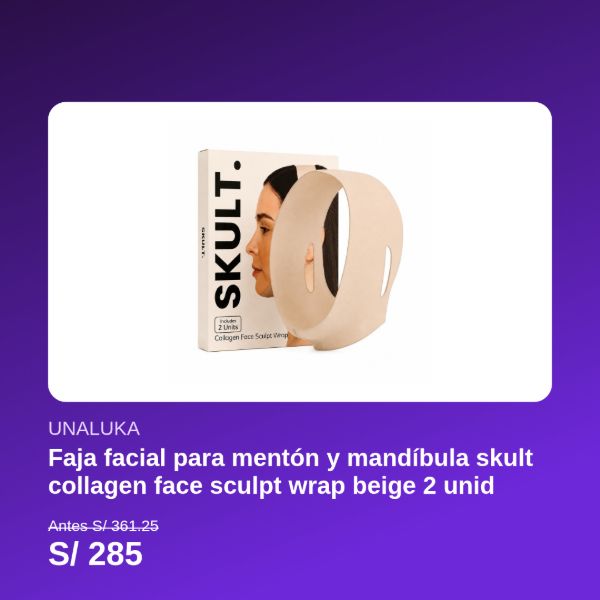 SKULT.
SKULT.
Includes
2 Units
Collagen Face Sculpt Wrap
UNALUKA
Faja facial para mentón y mandíbula skult
collagen face sculpt wrap beige 2 unid
Antes S/ 361.25
S/ 285